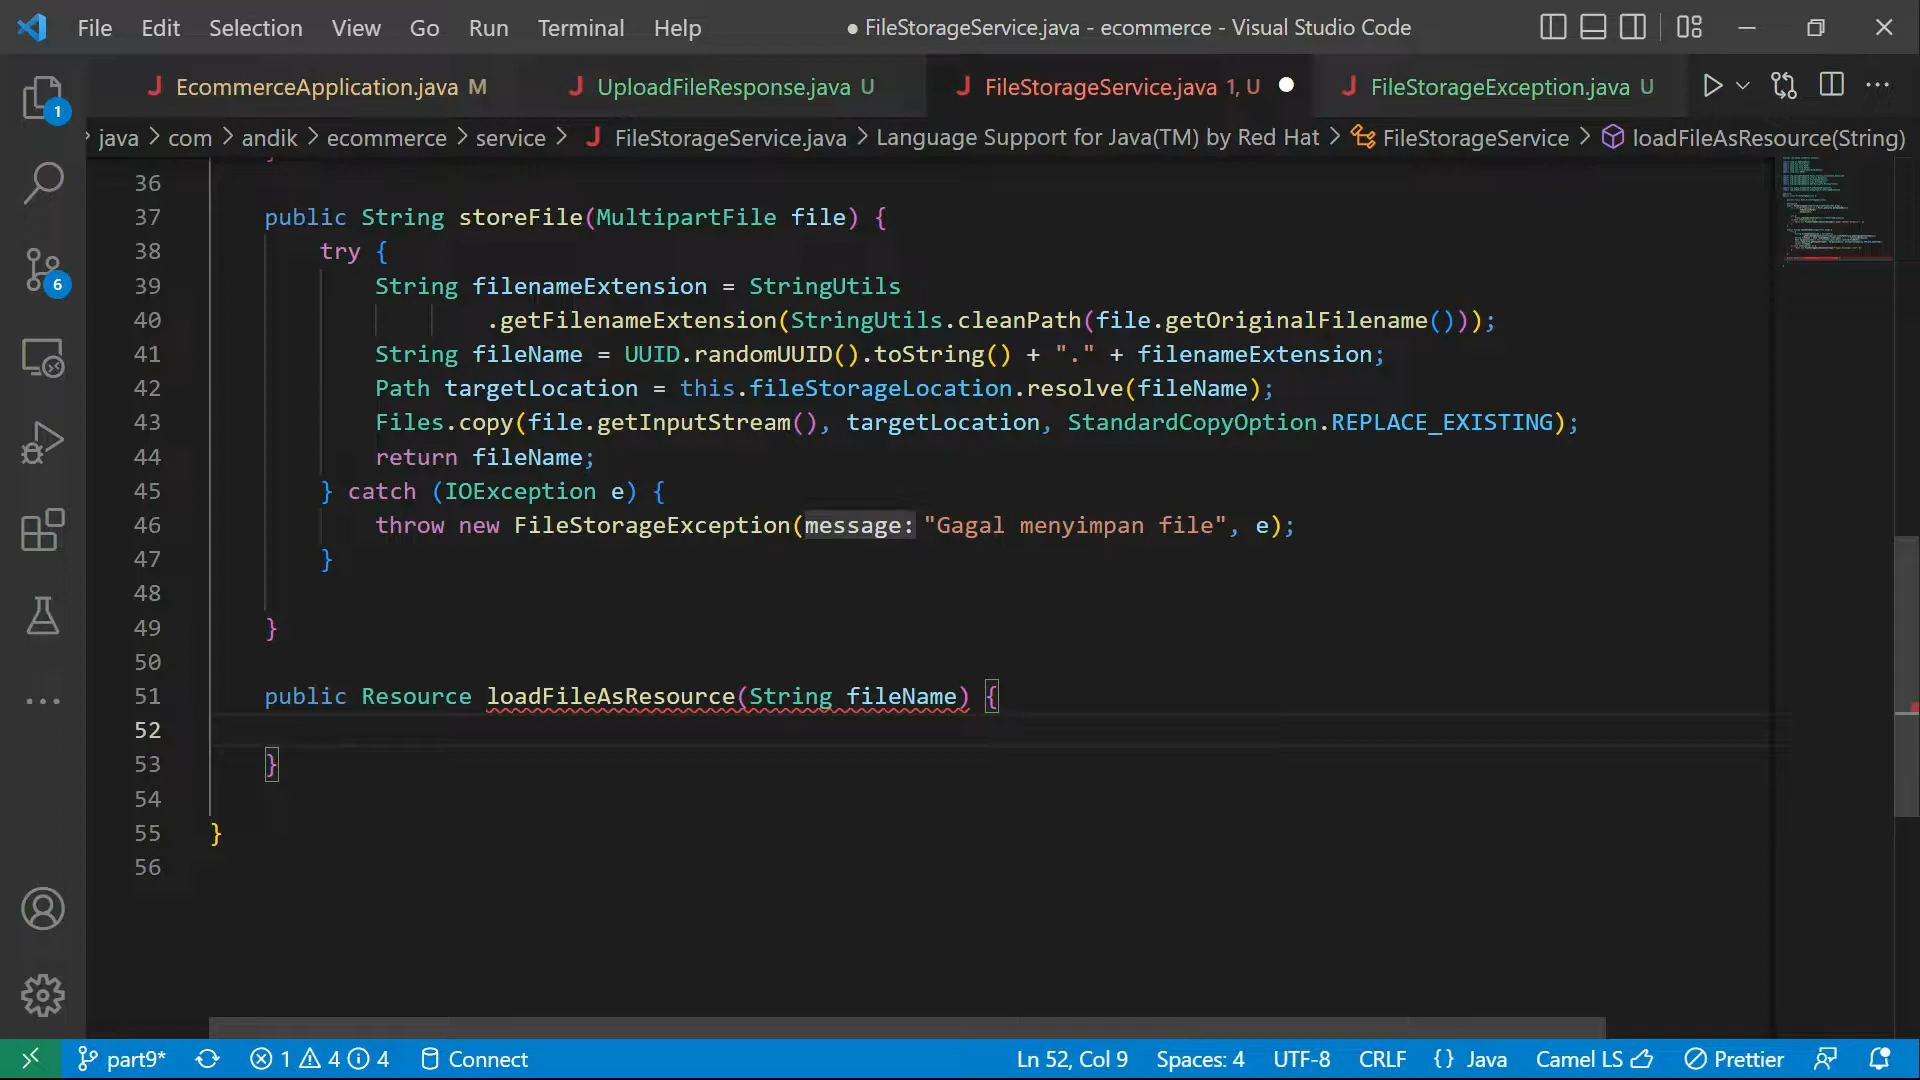 File Edit Selection View Go Run Terminal Help ● FileStorageService.java - ecommerce - Visual Studio Code
EcommerceApplication.java M UploadFileResponse.java U FileStorageService.java 1, U FileStorageException.java U
java > com > andik > ecommerce > service > FileStorageService.java > Language Support for Java(TM) by Red Hat > FileStorageService > loadFileAsResource(String)
36
37 public String storeFile(MultipartFile file) {
38 try {
39 String filenameExtension = StringUtils
40 .getFilenameExtension(StringUtils.cleanPath(file.getOriginalFilename()));
41 String fileName = UUID.randomUUID().toString() + "." + filenameExtension;
42 Path targetLocation = this.fileStorageLocation.resolve(fileName);
43 Files.copy(file.getInputStream(), targetLocation, StandardCopyOption.REPLACE_EXISTING);
44 return fileName;
45 } catch (IOException e) {
46 throw new FileStorageException(message: "Gagal menyimpan file", e);
47 }
48
49 }
50
51 public Resource loadFileAsResource(String fileName) {
52
53 }
54
55 }
56
1
6
part9* 1 4 4 Connect Ln 52, Col 9 Spaces: 4 UTF-8 CRLF {} Java Camel LS Prettier